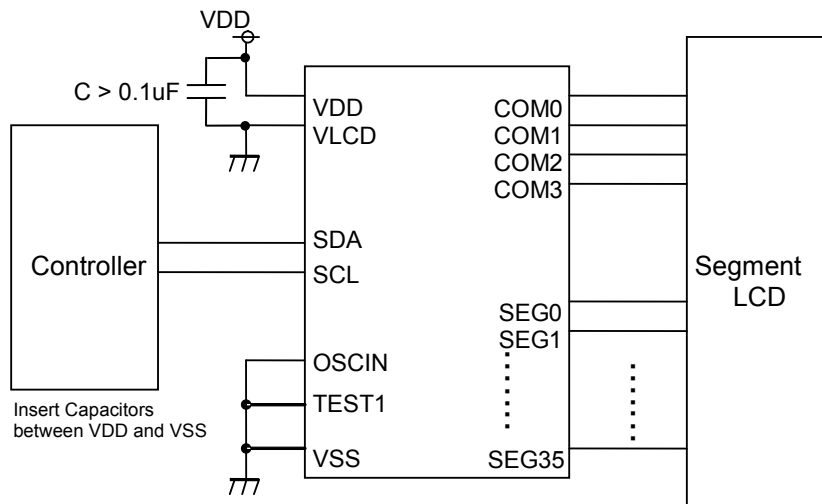 VDD
C > 0.1uF
VDD
VLCD
COM0
COM1
COM2
COM3
Controller
SDA
SCL
Segment
LCD
SEG0
SEG1
OSCIN
TEST1
VSS
SEG35
Insert Capacitors
between VDD and VSS